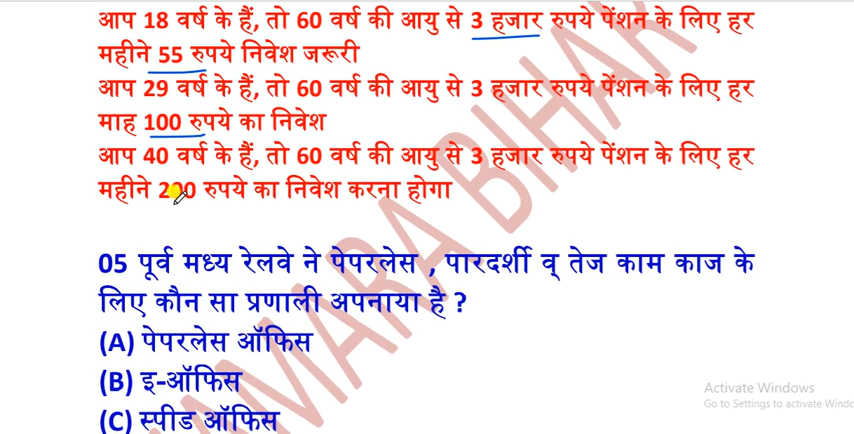 आप 18 वर्ष के हैं, तो 60 वर्ष की आयु से 3 हजार रुपये पेंशन के लिए हर
महीने 55 रुपये निवेश जरूरी
आप 29 वर्ष के हैं, तो 60 वर्ष की आयु से 3 हजार रुपये पेंशन के लिए हर
माह 100 रुपये का निवेश
आप 40 वर्ष के हैं, तो 60 वर्ष की आयु से 3 हजार रुपये पेंशन के लिए हर
महीने 200 रुपये का निवेश करना होगा
05 पूर्व मध्य रेलवे ने पेपरलेस , पारदर्शी व् तेज काम काज के
लिए कौन सा प्रणाली अपनाया है ?
(A) पेपरलेस ऑफिस
(B) इ-ऑफिस
(C) स्पीड ऑफिस
HAMARA BIHAR
Activate Windows
Go to Settings to activate Windo